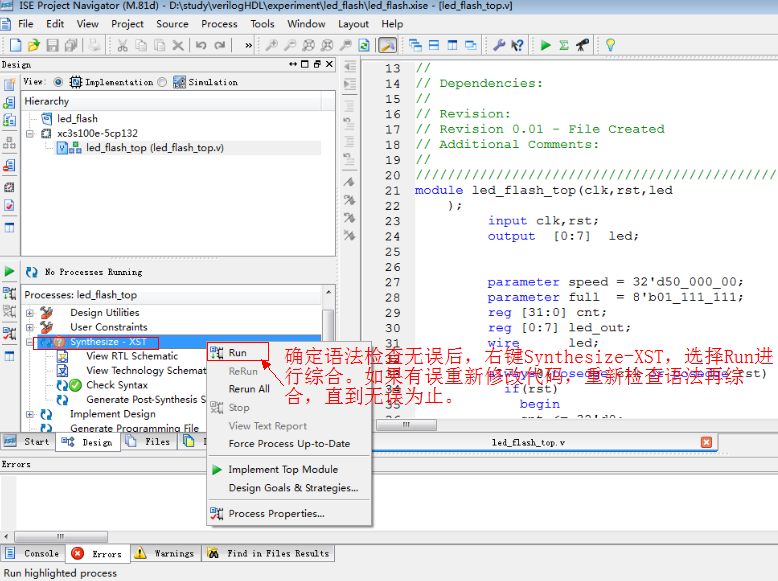 ISE Project Navigator (M.81d) - D:\study\verilogHDL\experiment\led_flash\led_flash.xise - [led_flash_top.v]
File Edit View Project Source Process Tools Window Layout Help
Design
View: Implementation Simulation
Hierarchy
led_flash
xc3s100e-5cp132
led_flash_top (led_flash_top.v)
No Processes Running
Processes: led_flash_top
Design Utilities
User Constraints
Synthesize - XST
View RTL Schematic
View Technology Schemat
Check Syntax
Generate Post-Synthesis S
Implement Design
Generate Programming File
Run
ReRun
Rerun All
Stop
View Text Report
Force Process Up-to-Date
Implement Top Module
Design Goals & Strategies...
Process Properties...
13 //
14 // Dependencies:
15 //
16 // Revision:
17 // Revision 0.01 - File Created
18 // Additional Comments:
19 //
20 //////////////////////////////////////////////
21 module led_flash_top(clk,rst,led
22 );
23 input clk,rst;
24 output [0:7] led;
25
26
27 parameter speed = 32'd50_000_00;
28 parameter full = 8'b01_111_111;
29 reg [31:0] cnt;
30 reg [0:7] led_out;
31 wire led;
rst)
if(rst)
begin
确定语法检查无误后，右键Synthesize-XST，选择Run进
行综合。如果有误重新修改代码，重新检查语法再综
合，直到无误为止。
Start Design Files
led_flash_top.v
Errors
Console Errors Warnings Find in Files Results
Run highlighted process